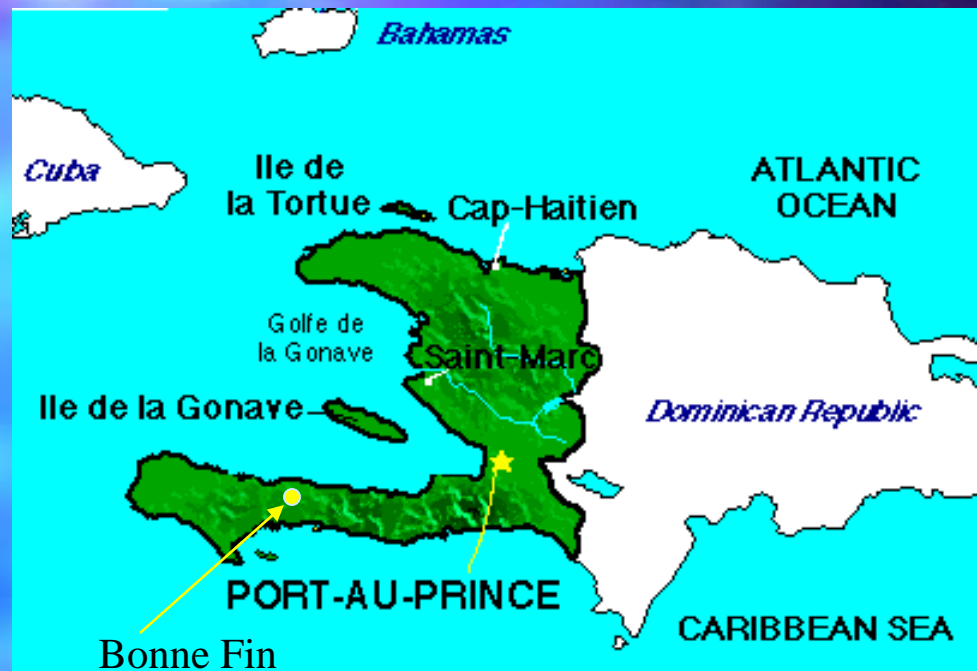 Bahamas
Cuba
Ile de
la Tortue
ATLANTIC
OCEAN
Cap-Haitien
Golfe de
la Gonave
Saint-Marc
Ile de la Gonave
Dominican Republic
PORT-AU-PRINCE
CARIBBEAN SEA
Bonne Fin